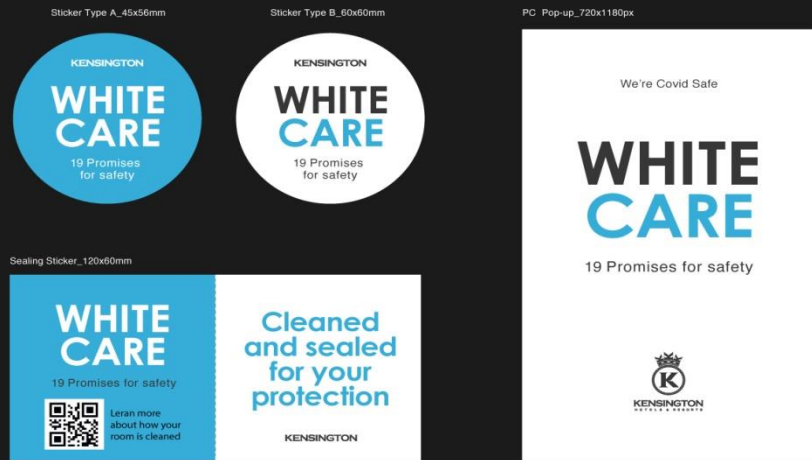 Sticker Type A_45x56mm
KENSINGTON
WHITE
CARE
19 Promises
for safety
Sticker Type B_60x60mm
KENSINGTON
WHITE
CARE
19 Promises
for safety
PC Pop-up_720x1180px
We're Covid Safe
WHITE
CARE
19 Promises for safety
K
KENSINGTON
HOTELS & RESORTS
Sealing Sticker_120x60mm
WHITE
CARE
19 Promises for safety
Leran more
about how your
room is cleaned
Cleaned
and sealed
for your
protection
KENSINGTON